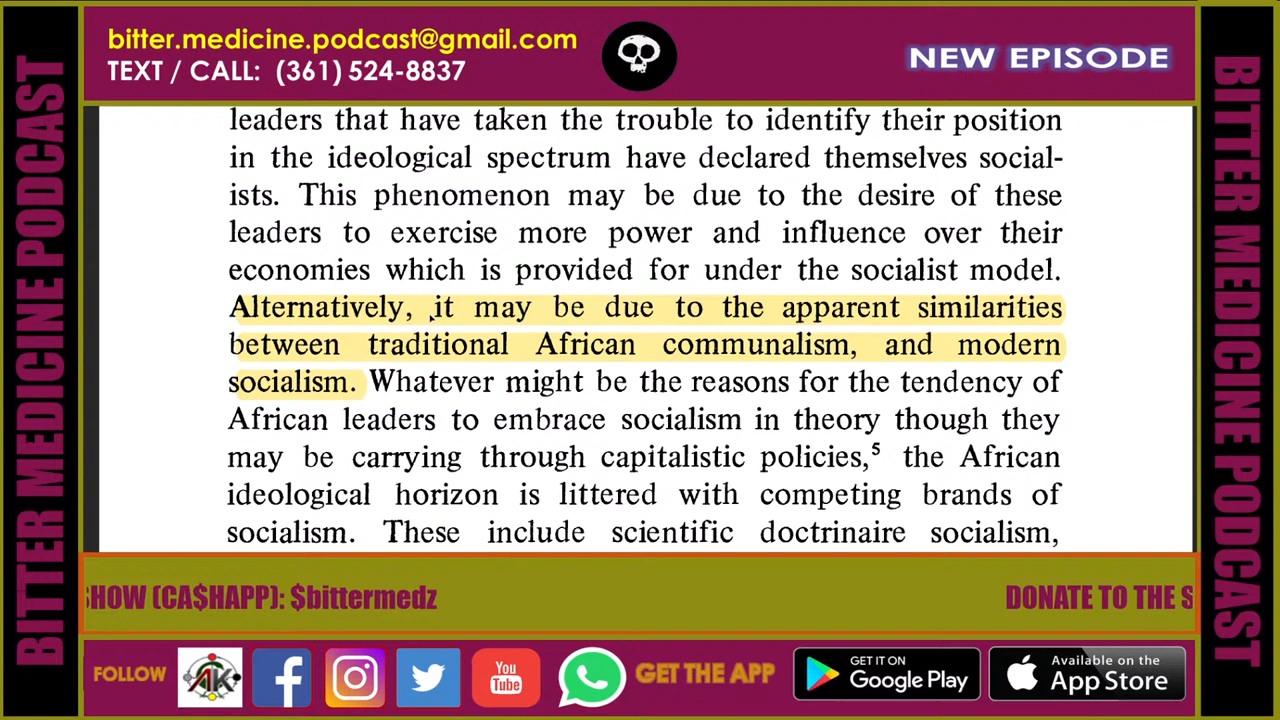 bitter.medicine.podcast@gmail.com
TEXT / CALL: (361) 524-8837
NEW EPISODE
BITTER MEDICINE PODCAST
leaders that have taken the trouble to identify their position
in the ideological spectrum have declared themselves social-
ists. This phenomenon may be due to the desire of these
leaders to exercise more power and influence over their
economies which is provided for under the socialist model.
Alternatively, it may be due to the apparent similarities
between traditional African communalism, and modern
socialism. Whatever might be the reasons for the tendency of
African leaders to embrace socialism in theory though they
may be carrying through capitalistic policies,⁵ the African
ideological horizon is littered with competing brands of
socialism. These include scientific doctrinaire socialism,
BITTER MEDICINE PODCAST
SHOW (CA$HAPP): $bittermedz
DONATE TO THE S
FOLLOW
You
Tube
GET THE APP
GET IT ON
Google Play
Available on the
App Store